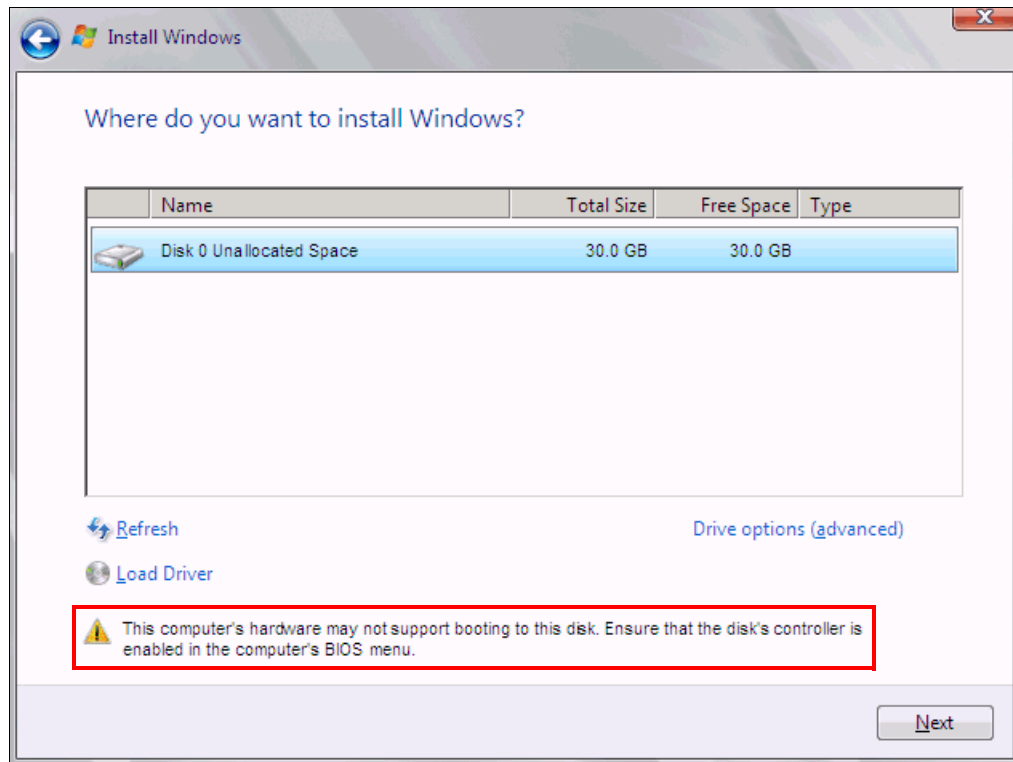 Install Windows
Where do you want to install Windows?
Name Total Size Free Space Type
Disk 0 Unallocated Space 30.0 GB 30.0 GB
Refresh Drive options (advanced)
Load Driver
This computer's hardware may not support booting to this disk. Ensure that the disk's controller is
enabled in the computer's BIOS menu.
Next